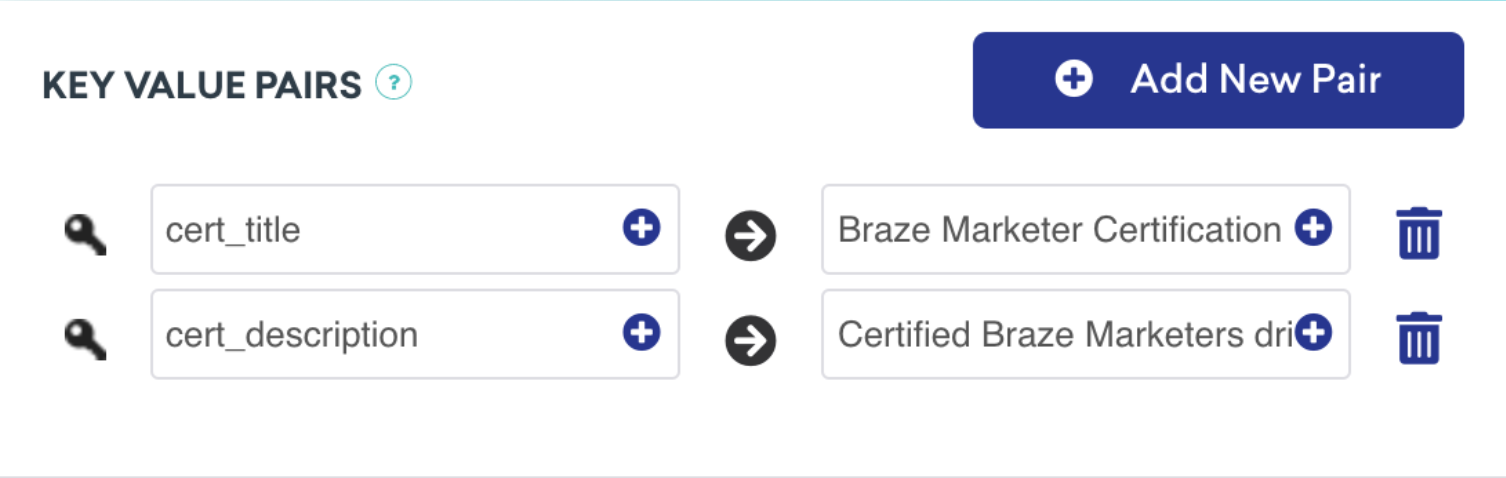 KEY VALUE PAIRS ?
Add New Pair
cert_title
Braze Marketer Certification
cert_description
Certified Braze Marketers dri